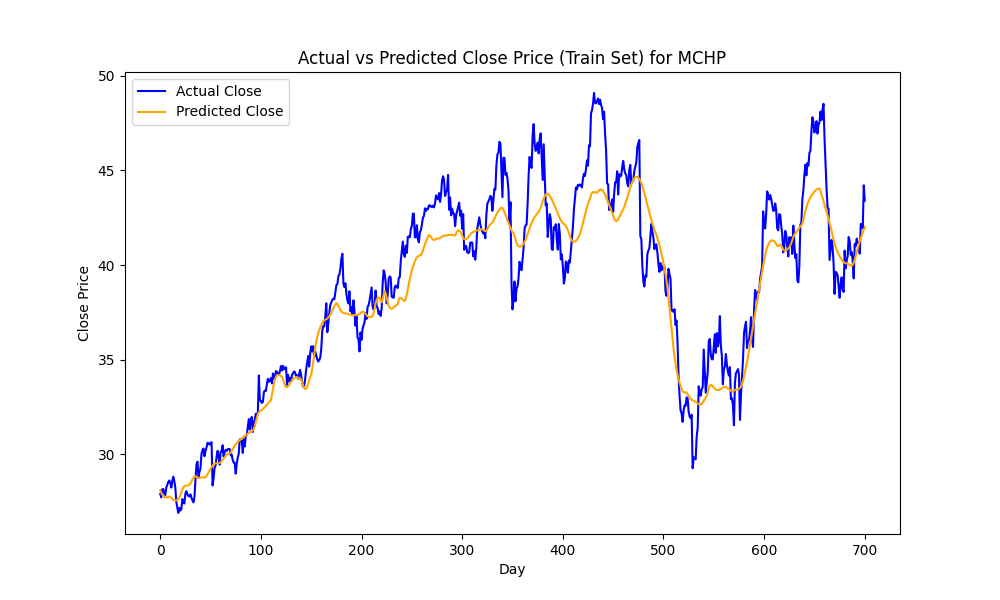 Actual vs Predicted Close Price (Train Set) for MCHP
Actual Close
Predicted Close
Close Price
50
45
40
35
30
0 100 200 300 400 500 600 700
Day